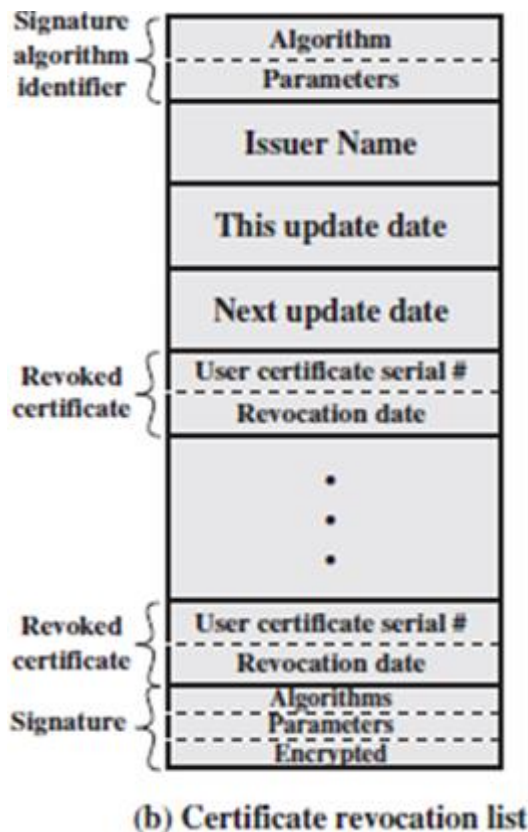 Signature
algorithm
identifier
Algorithm
Parameters
Issuer Name
This update date
Next update date
Revoked
certificate
User certificate serial #
Revocation date
•
•
•
Revoked
certificate
User certificate serial #
Revocation date
Signature
Algorithms
Parameters
Encrypted
(b) Certificate revocation list